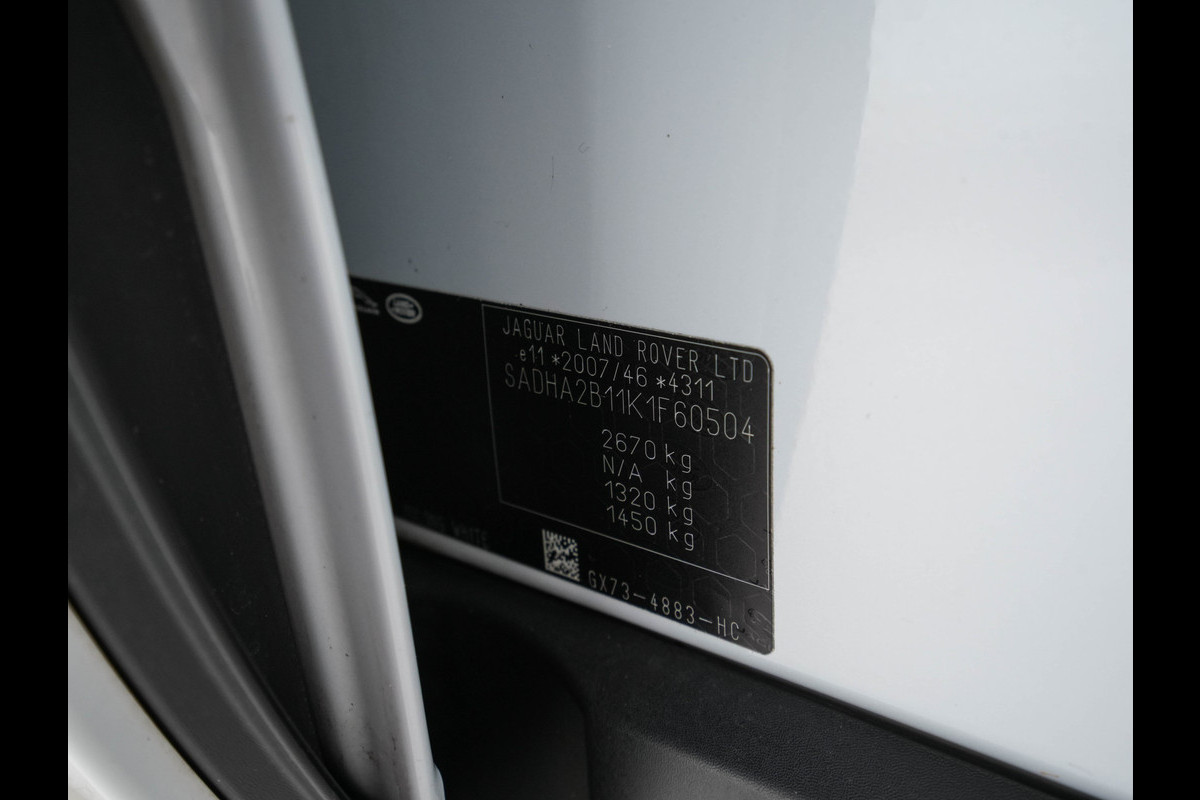 JAGUAR LAND ROVER LTD
e11 *2007/46 *4311
SADHA2B11K1F60504
2670 kg
N/A kg
1320 kg
1450 kg
WHITE
GX73-4883-HC